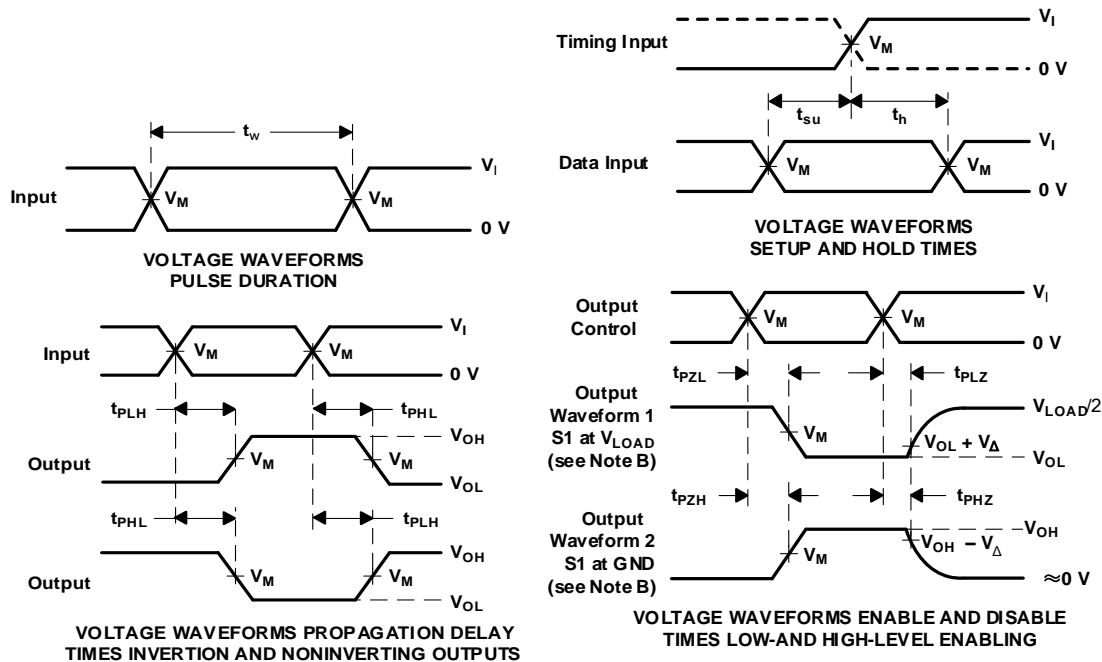 t_w
Input
V_I
V_M
V_M
0 V
VOLTAGE WAVEFORMS
PULSE DURATION
Timing Input
V_I
V_M
0 V
t_su
t_h
Data Input
V_I
V_M
V_M
0 V
VOLTAGE WAVEFORMS
SETUP AND HOLD TIMES
Input
V_I
V_M
V_M
0 V
t_PLH
t_PHL
Output
V_OH
V_M
V_M
V_OL
t_PHL
t_PLH
Output
V_OH
V_M
V_M
V_OL
VOLTAGE WAVEFORMS PROPAGATION DELAY
TIMES INVERTION AND NONINVERTING OUTPUTS
Output
Control
V_I
V_M
V_M
0 V
t_PZL
t_PLZ
Output
Waveform 1
S1 at V_LOAD
(see Note B)
V_LOAD/2
V_M
V_OL + V_Δ
V_OL
t_PZH
t_PHZ
Output
Waveform 2
S1 at GND
(see Note B)
V_OH
V_M
V_OH – V_Δ
≈0 V
VOLTAGE WAVEFORMS ENABLE AND DISABLE
TIMES LOW-AND HIGH-LEVEL ENABLING